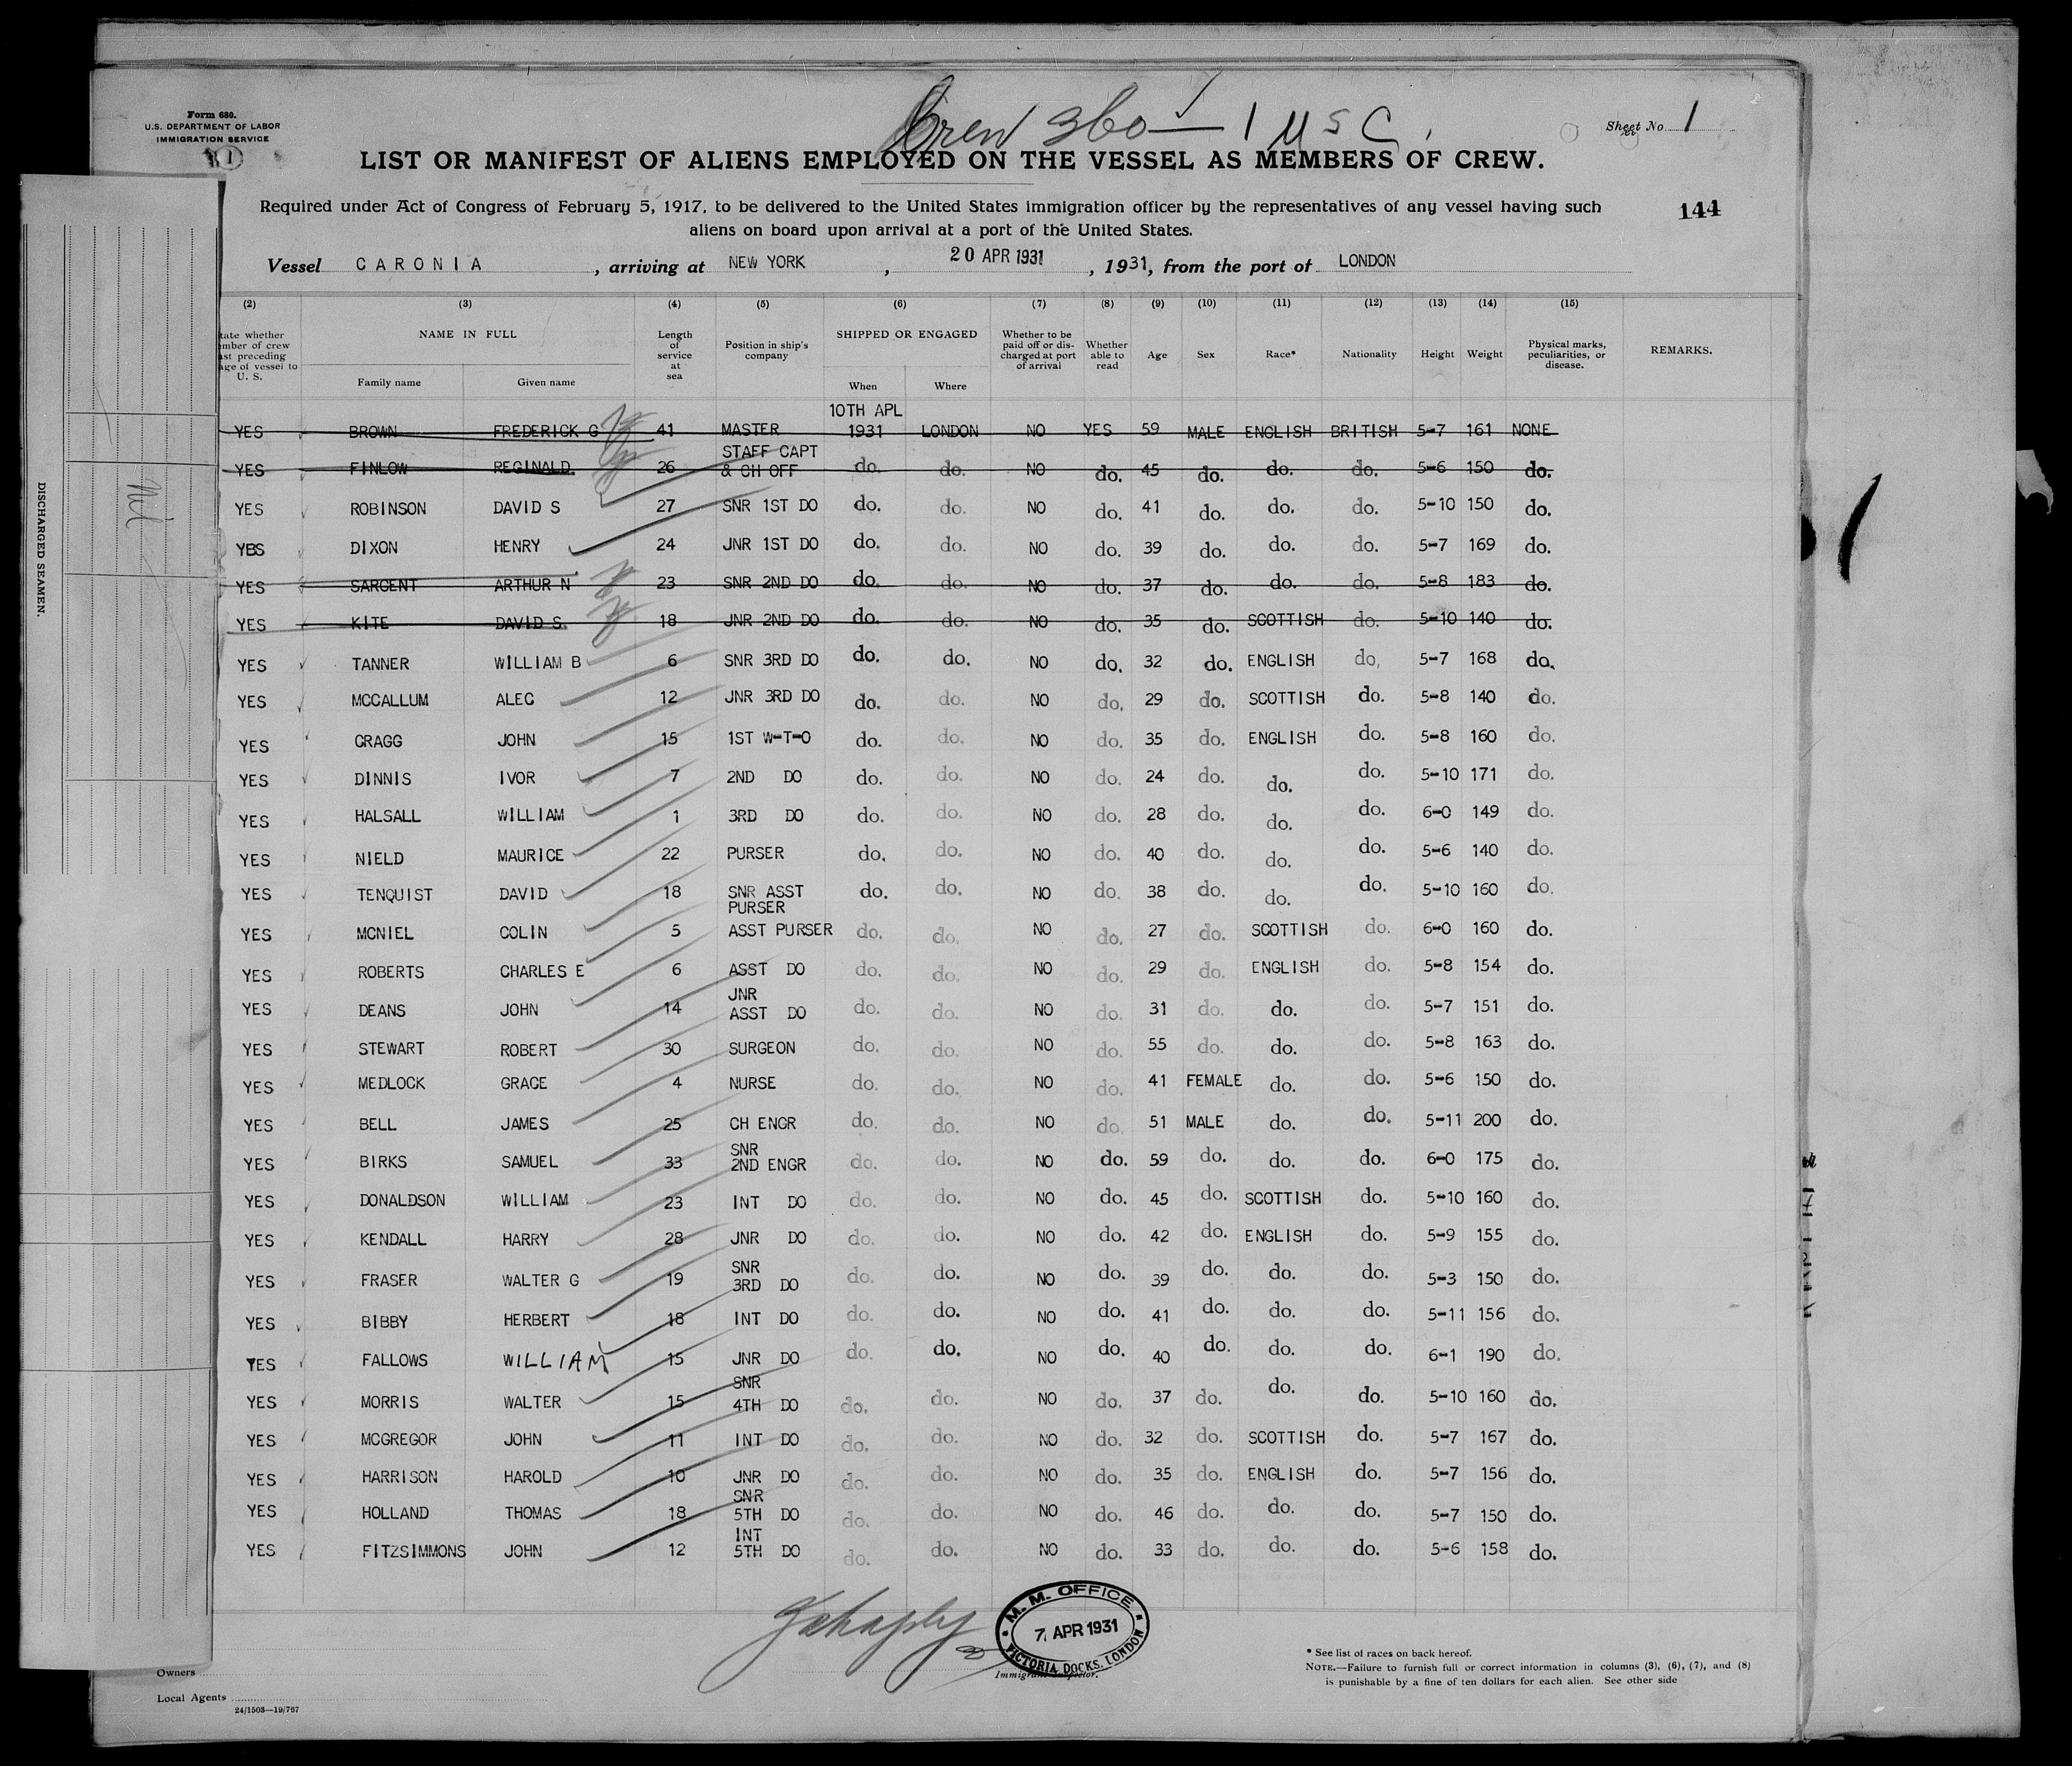 Crew 360 — 1 U S C.
Form 680.
U.S. DEPARTMENT OF LABOR
IMMIGRATION SERVICE
1
Sheet No. 1
LIST OR MANIFEST OF ALIENS EMPLOYED ON THE VESSEL AS MEMBERS OF CREW.
Required under Act of Congress of February 5, 1917, to be delivered to the United States immigration officer by the representatives of any vessel having such
aliens on board upon arrival at a port of the United States.
144
Vessel CARONIA , arriving at NEW YORK , 20 APR 1931 , 1931, from the port of LONDON
(2) (3) (4) (5) (6) (7) (8) (9) (10) (11) (12) (13) (14) (15)
tate whether
mber of crew
ast preceding
age of vessel to
U. S.
NAME IN FULL
Family name Given name
Length
of
service
at
sea
Position in ship's
company
SHIPPED OR ENGAGED
When Where
Whether to be
paid off or dis-
charged at port
of arrival
Whether
able to
read
Age Sex Race* Nationality Height Weight
Physical marks,
peculiarities, or
disease.
REMARKS.
10TH APL
YES BROWN FREDERICK G 41 MASTER 1931 LONDON NO YES 59 MALE ENGLISH BRITISH 5-7 161 NONE
STAFF CAPT
YES FINLOW REGINALD. 26 & CH OFF do. do. NO do. 45 do. do. do. 5-6 150 do.
YES ROBINSON DAVID S 27 SNR 1ST DO do. do. NO do. 41 do. do. do. 5-10 150 do.
YBS DIXON HENRY 24 JNR 1ST DO do. do. NO do. 39 do. do. do. 5-7 169 do.
YES SARGENT ARTHUR N 23 SNR 2ND DO do. do. NO do. 37 do. do. do. 5-8 183 do.
YES KITE DAVID S. 18 JNR 2ND DO do. do. NO do. 35 do. SCOTTISH do. 5-10 140 do.
YES TANNER WILLIAM B 6 SNR 3RD DO do. do. NO do. 32 do. ENGLISH do, 5-7 168 do.
YES MCCALLUM ALEC 12 JNR 3RD DO do. do. NO do. 29 do. SCOTTISH do. 5-8 140 do.
YES CRAGG JOHN 15 1ST W-T-O do. do. NO do. 35 do. ENGLISH do. 5-8 160 do.
YES DINNIS IVOR 7 2ND DO do. do. NO do. 24 do. do. do. 5-10 171 do.
YES HALSALL WILLIAM 1 3RD DO do. do. NO do. 28 do. do. do. 6-0 149 do.
YES NIELD MAURICE 22 PURSER do. do. NO do. 40 do. do. do. 5-6 140 do.
YES TENQUIST DAVID 18 SNR ASST do. do. NO do. 38 do. do. do. 5-10 160 do.
PURSER
YES MCNIEL COLIN 5 ASST PURSER do. do. NO do. 27 do. SCOTTISH do. 6-0 160 do.
YES ROBERTS CHARLES E 6 ASST DO do. do. NO do. 29 do. ENGLISH do. 5-8 154 do.
JNR
YES DEANS JOHN 14 ASST DO do. do. NO do. 31 do. do. do. 5-7 151 do.
YES STEWART ROBERT 30 SURGEON do. do. NO do. 55 do. do. do. 5-8 163 do.
YES MEDLOCK GRACE 4 NURSE do. do. NO do. 41 FEMALE do. do. 5-6 150 do.
YES BELL JAMES 25 CH ENGR do. do. NO do. 51 MALE do. do. 5-11 200 do.
SNR
YES BIRKS SAMUEL 33 2ND ENGR do. do. NO do. 59 do. do. do. 6-0 175 do.
YES DONALDSON WILLIAM 23 INT DO do. do. NO do. 45 do. SCOTTISH do. 5-10 160 do.
YES KENDALL HARRY 28 JNR DO do. do. NO do. 42 do. ENGLISH do. 5-9 155 do.
SNR
YES FRASER WALTER G 19 3RD DO do. do. NO do. 39 do. do. do. 5-3 150 do.
YES BIBBY HERBERT 18 INT DO do. do. NO do. 41 do. do. do. 5-11 156 do.
YES FALLOWS WILLIAM 15 JNR DO do. do. NO do. 40 do. do. do. 6-1 190 do.
SNR
YES MORRIS WALTER 15 4TH DO do. do. NO do. 37 do. do. do. 5-10 160 do.
YES MCGREGOR JOHN 11 INT DO do. do. NO do. 32 do. SCOTTISH do. 5-7 167 do.
YES HARRISON HAROLD 10 JNR DO do. do. NO do. 35 do. ENGLISH do. 5-7 156 do.
SNR
YES HOLLAND THOMAS 18 5TH DO do. do. NO do. 46 do. do. do. 5-7 150 do.
INT
YES FITZSIMMONS JOHN 12 5TH DO do. do. NO do. 33 do. do. do. 5-6 158 do.
DISCHARGED SEAMEN.
Nil
M. M. OFFICE
7 APR 1931
VICTORIA DOCKS, LONDON
Immigrant Inspector.
Owners
Local Agents
24/1503—19/767
* See list of races on back hereof.
NOTE.—Failure to furnish full or correct information in columns (3), (6), (7), and (8)
is punishable by a fine of ten dollars for each alien. See other side